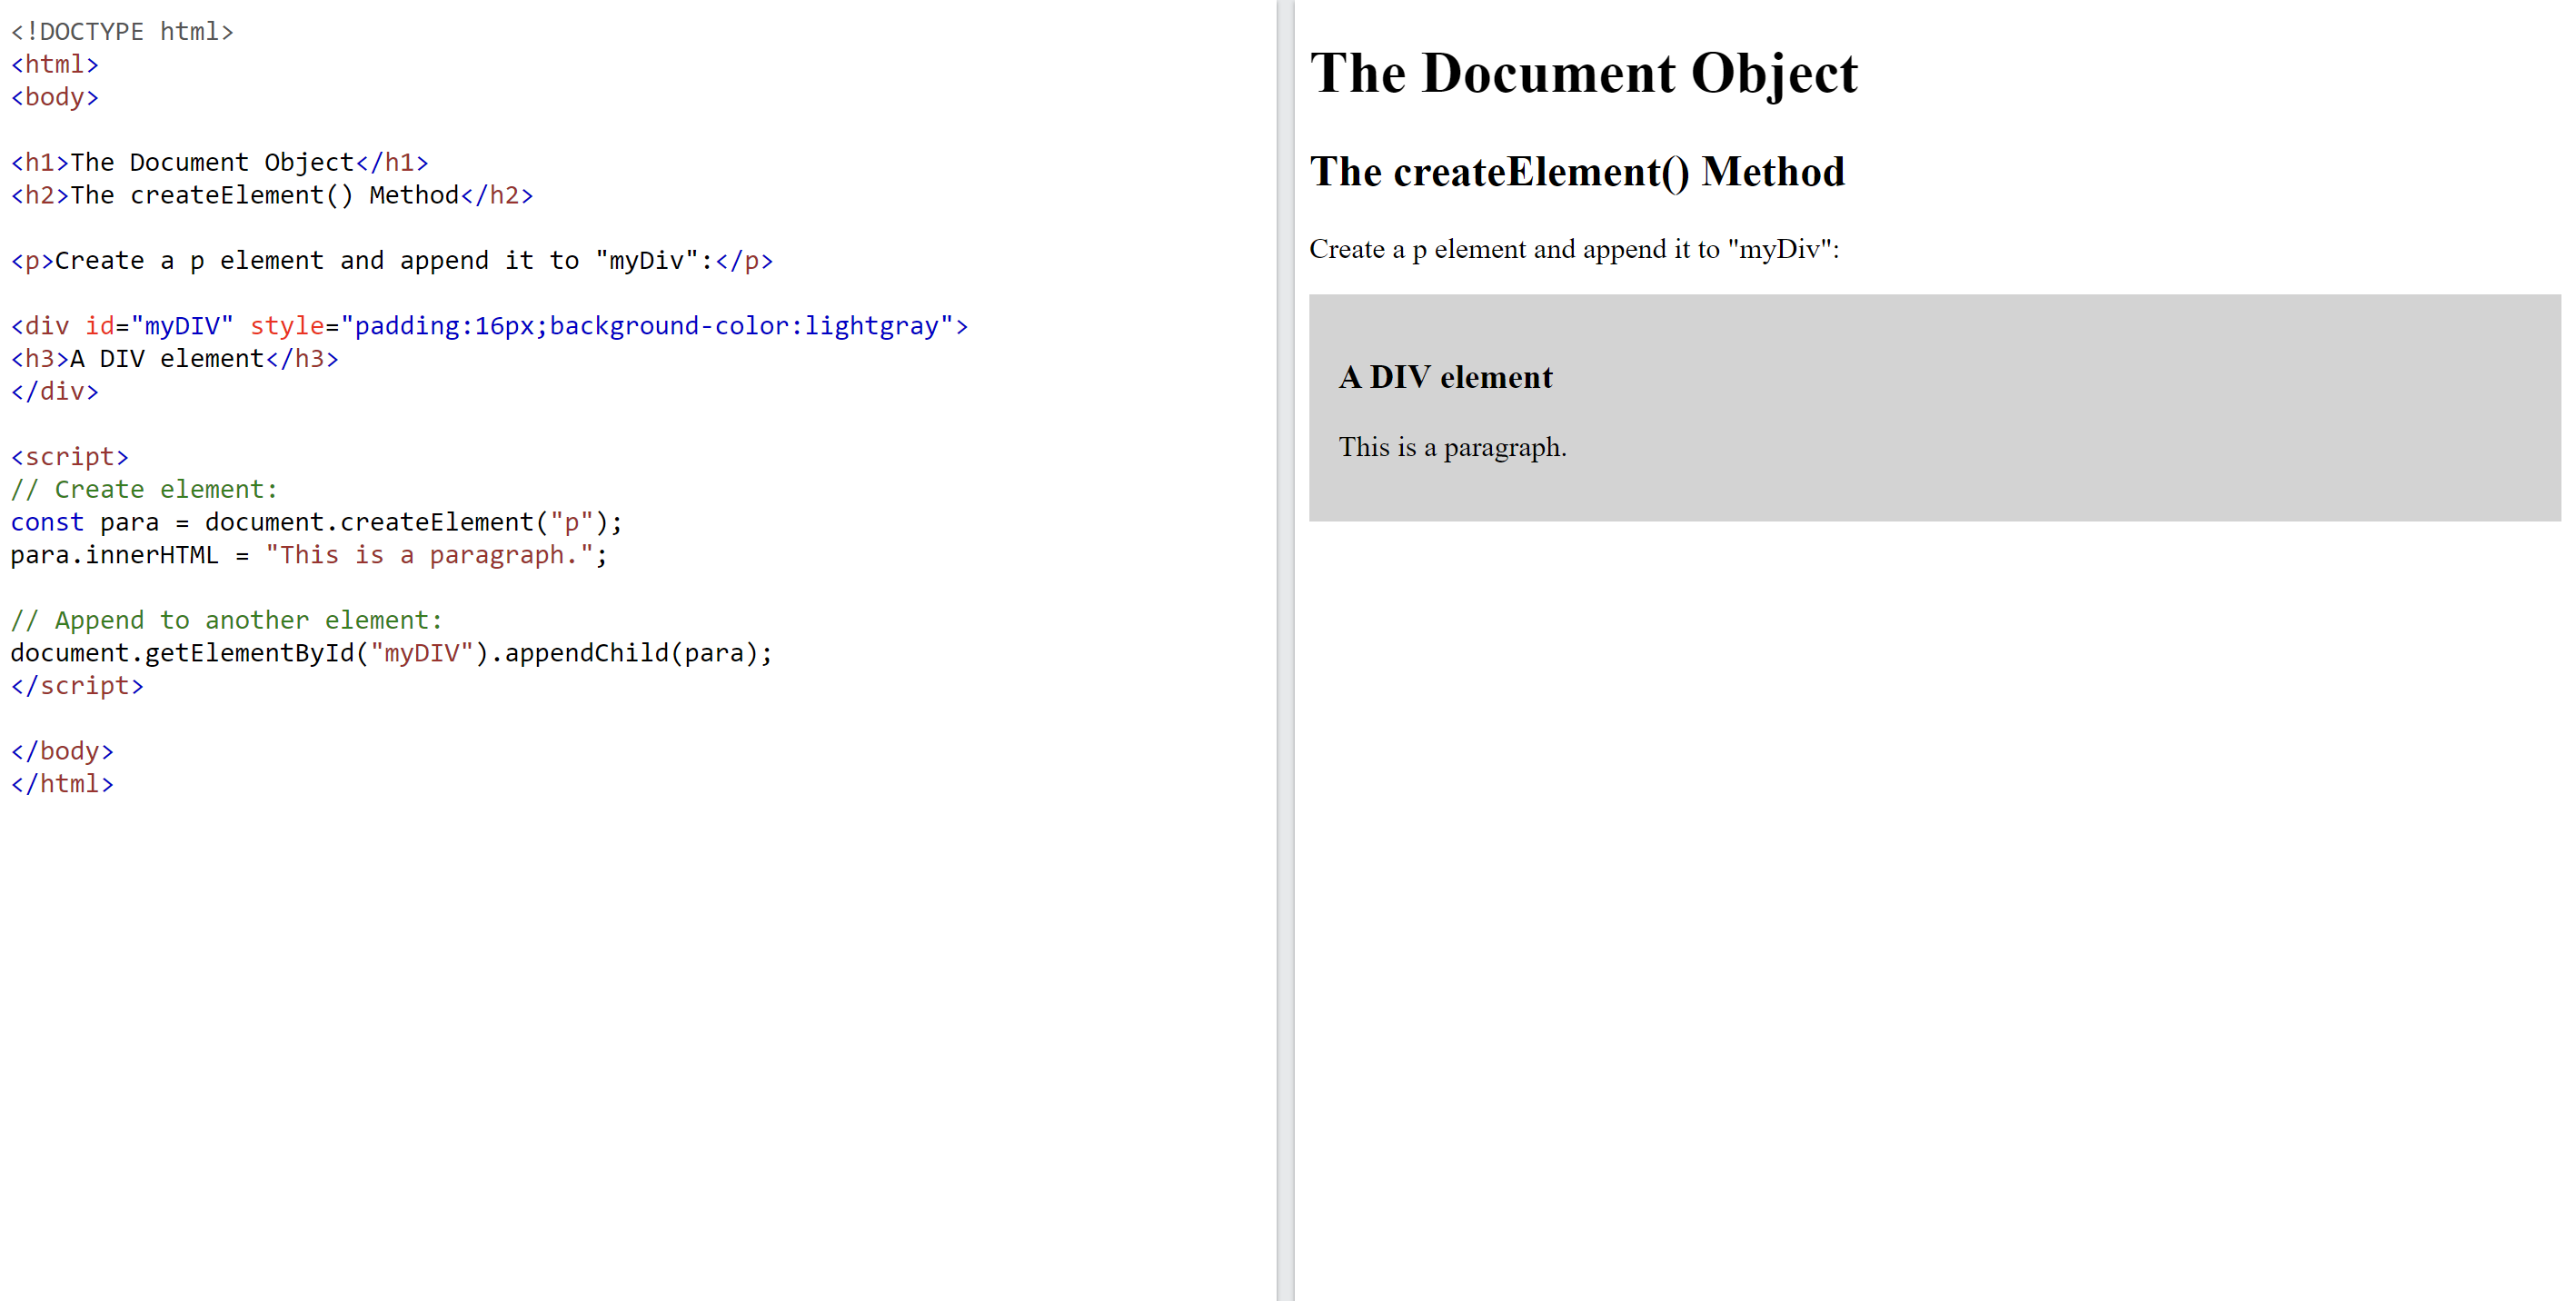 <!DOCTYPE html>
<html>
<body>
<h1>The Document Object</h1>
<h2>The createElement() Method</h2>
<p>Create a p element and append it to "myDiv":</p>
<div id="myDIV" style="padding:16px;background-color:lightgray">
<h3>A DIV element</h3>
</div>
<script>
// Create element:
const para = document.createElement("p");
para.innerHTML = "This is a paragraph.";
// Append to another element:
document.getElementById("myDIV").appendChild(para);
</script>
</body>
</html>
The Document Object
The createElement() Method
Create a p element and append it to "myDiv":
A DIV element
This is a paragraph.